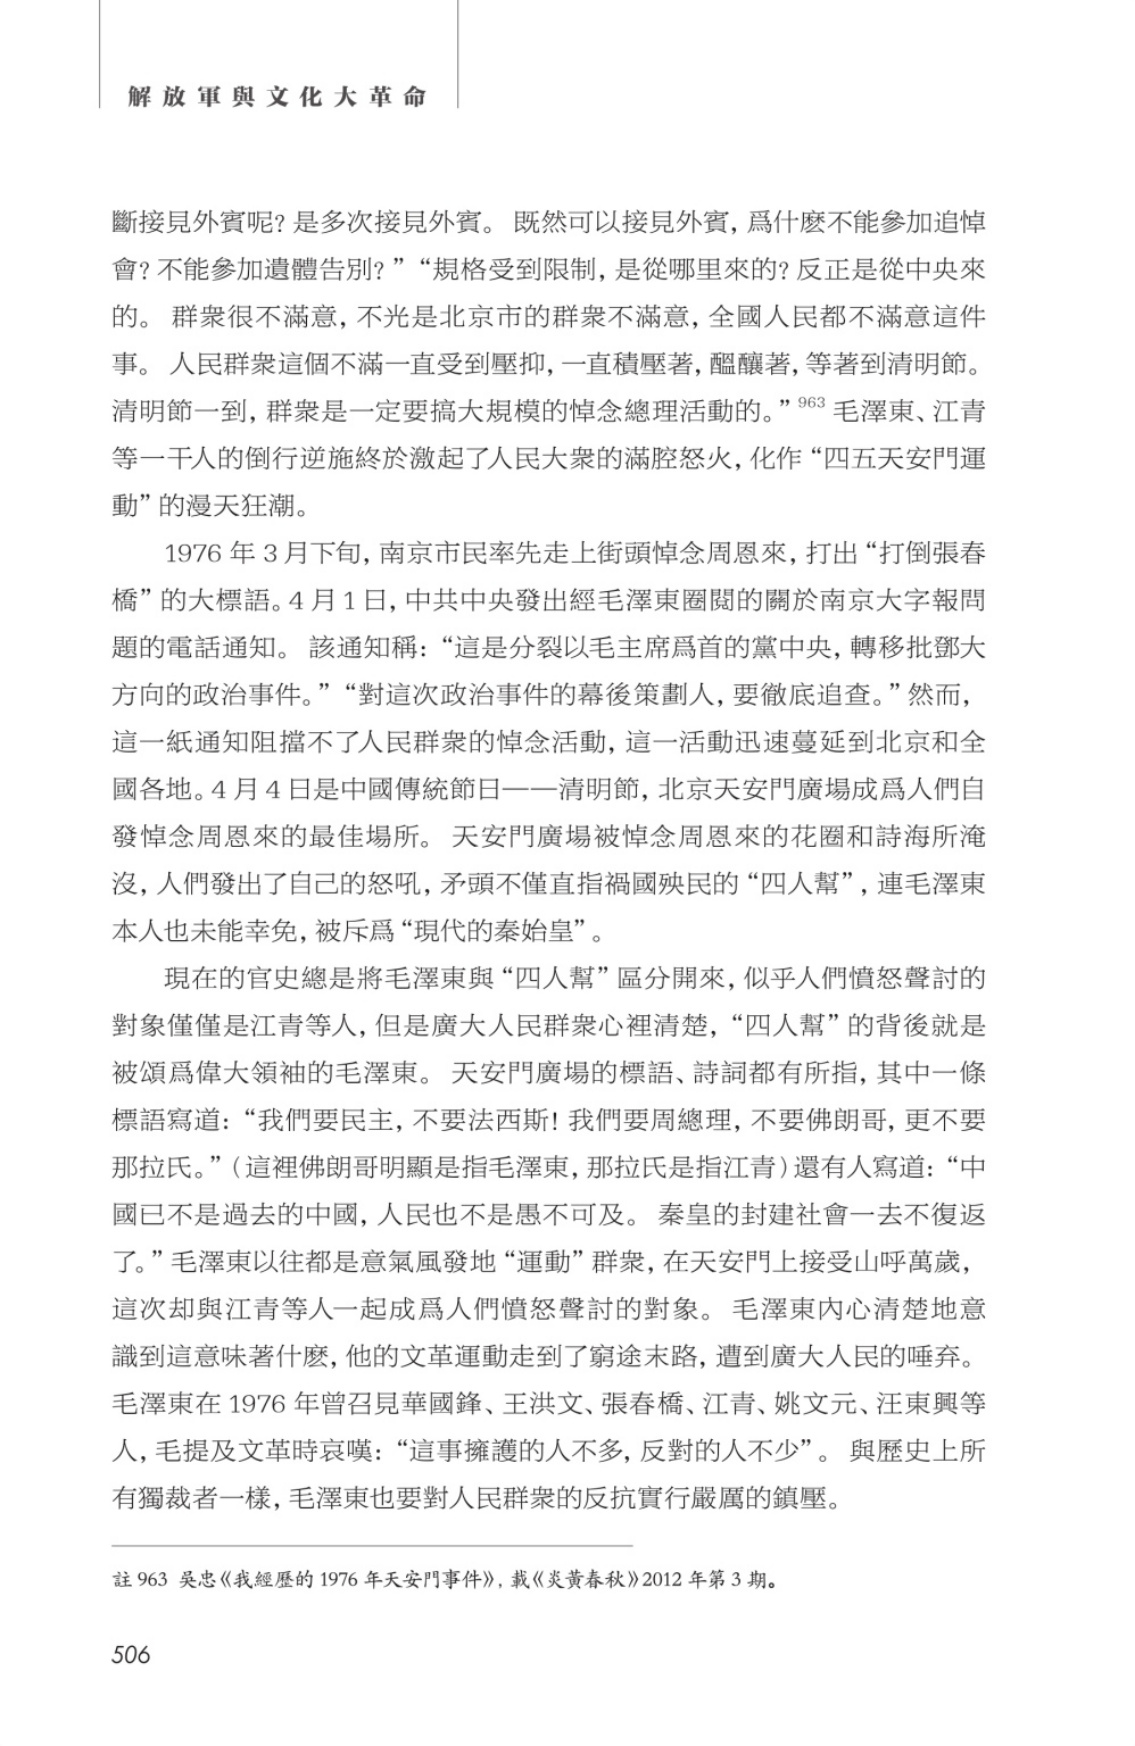 解放軍與文化大革命
斷接見外賓呢?是多次接見外賓。 既然可以接見外賓,爲什麽不能參加追悼
會?不能參加遺體告別?”“規格受到限制,是從哪里來的?反正是從中央來
的。 群衆很不滿意,不光是北京市的群衆不滿意,全國人民都不滿意這件
事。 人民群衆這個不滿一直受到壓抑,一直積壓著,醞釀著,等著到清明節。
清明節一到,群衆是一定要搞大規模的悼念總理活動的。”963 毛澤東、江青
等一干人的倒行逆施終於激起了人民大衆的滿腔怒火,化作“四五天安門運
動”的漫天狂潮。
1976 年 3 月下旬,南京市民率先走上街頭悼念周恩來,打出“打倒張春
橋”的大標語。4 月 1 日,中共中央發出經毛澤東圈閱的關於南京大字報問
題的電話通知。 該通知稱:“這是分裂以毛主席爲首的黨中央,轉移批鄧大
方向的政治事件。”“對這次政治事件的幕後策劃人,要徹底追查。”然而,
這一紙通知阻擋不了人民群衆的悼念活動,這一活動迅速蔓延到北京和全
國各地。4 月 4 日是中國傳統節日——清明節,北京天安門廣場成爲人們自
發悼念周恩來的最佳場所。 天安門廣場被悼念周恩來的花圈和詩海所淹
沒,人們發出了自己的怒吼,矛頭不僅直指禍國殃民的“四人幫”,連毛澤東
本人也未能幸免,被斥爲“現代的秦始皇”。
現在的官史總是將毛澤東與“四人幫”區分開來,似乎人們憤怒聲討的
對象僅僅是江青等人,但是廣大人民群衆心裡清楚,“四人幫”的背後就是
被頌爲偉大領袖的毛澤東。 天安門廣場的標語、詩詞都有所指,其中一條
標語寫道:“我們要民主,不要法西斯!我們要周總理,不要佛朗哥,更不要
那拉氏。”(這裡佛朗哥明顯是指毛澤東,那拉氏是指江青)還有人寫道:“中
國已不是過去的中國,人民也不是愚不可及。 秦皇的封建社會一去不復返
了。”毛澤東以往都是意氣風發地“運動”群衆,在天安門上接受山呼萬歲,
這次却與江青等人一起成爲人們憤怒聲討的對象。 毛澤東內心清楚地意
識到這意味著什麽,他的文革運動走到了窮途末路,遭到廣大人民的唾弃。
毛澤東在 1976 年曾召見華國鋒、王洪文、張春橋、江青、姚文元、汪東興等
人,毛提及文革時哀嘆:“這事擁護的人不多,反對的人不少”。 與歷史上所
有獨裁者一樣,毛澤東也要對人民群衆的反抗實行嚴厲的鎮壓。
註 963 吳忠《我經歷的 1976 年天安門事件》,載《炎黃春秋》2012 年第 3 期。
506